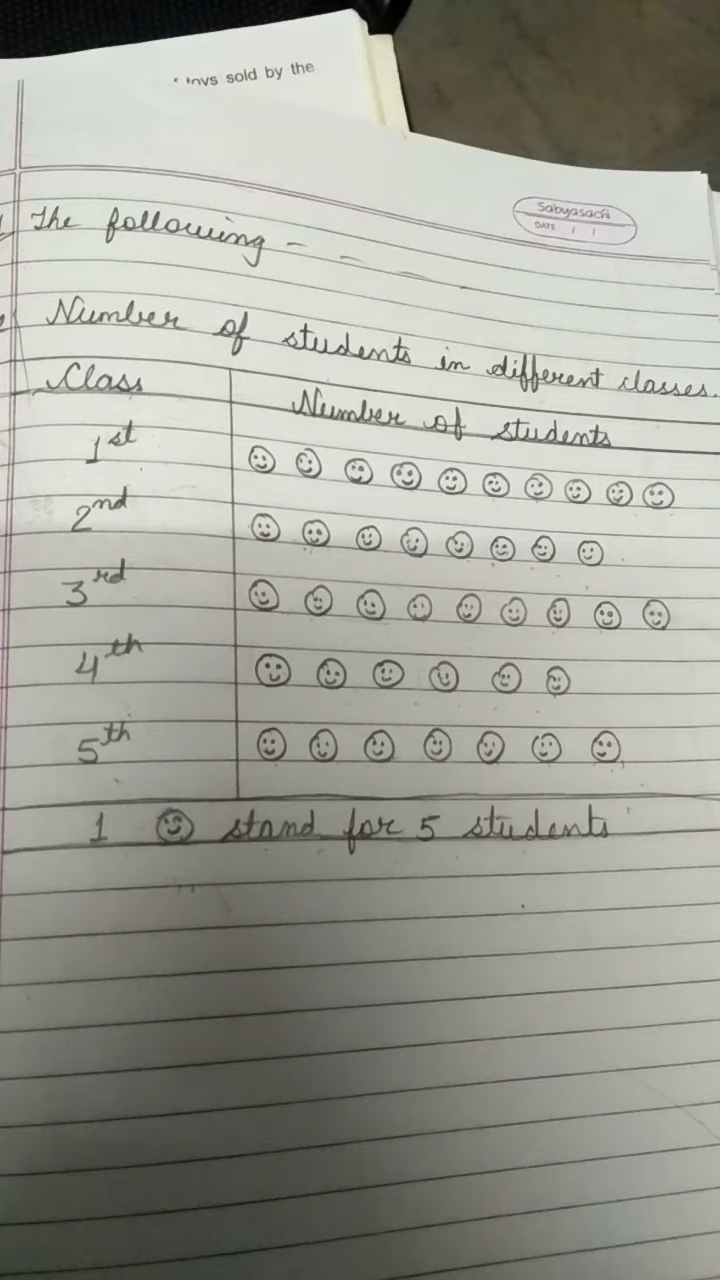 sold by the
Sabyasachi
DATE / /
The following - - -
Number of students in different classes.
Class
Number of students
1st
2nd
3rd
4th
5th
1 stand for 5 students